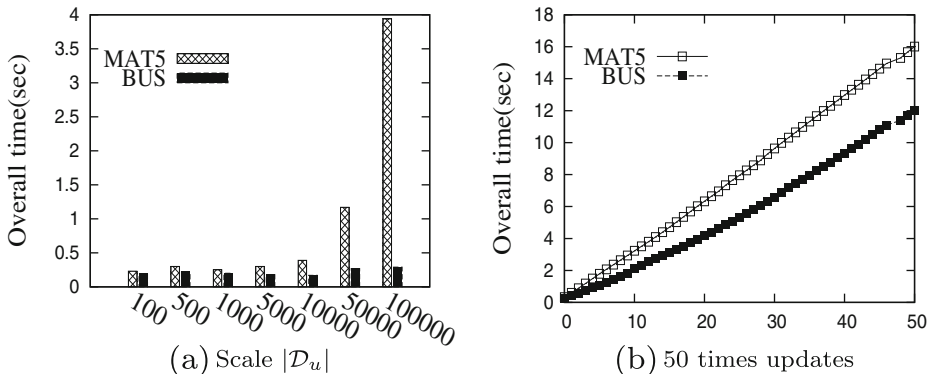 4
3.5
3
2.5
2
1.5
1
0.5
0
Overall time(sec)
MAT5
BUS
100
500
1000
5000
10000
50000
100000
(a) Scale |𝒟ᵤ|
18
16
14
12
10
8
6
4
2
0
Overall time(sec)
MAT5
BUS
0 10 20 30 40 50
(b) 50 times updates